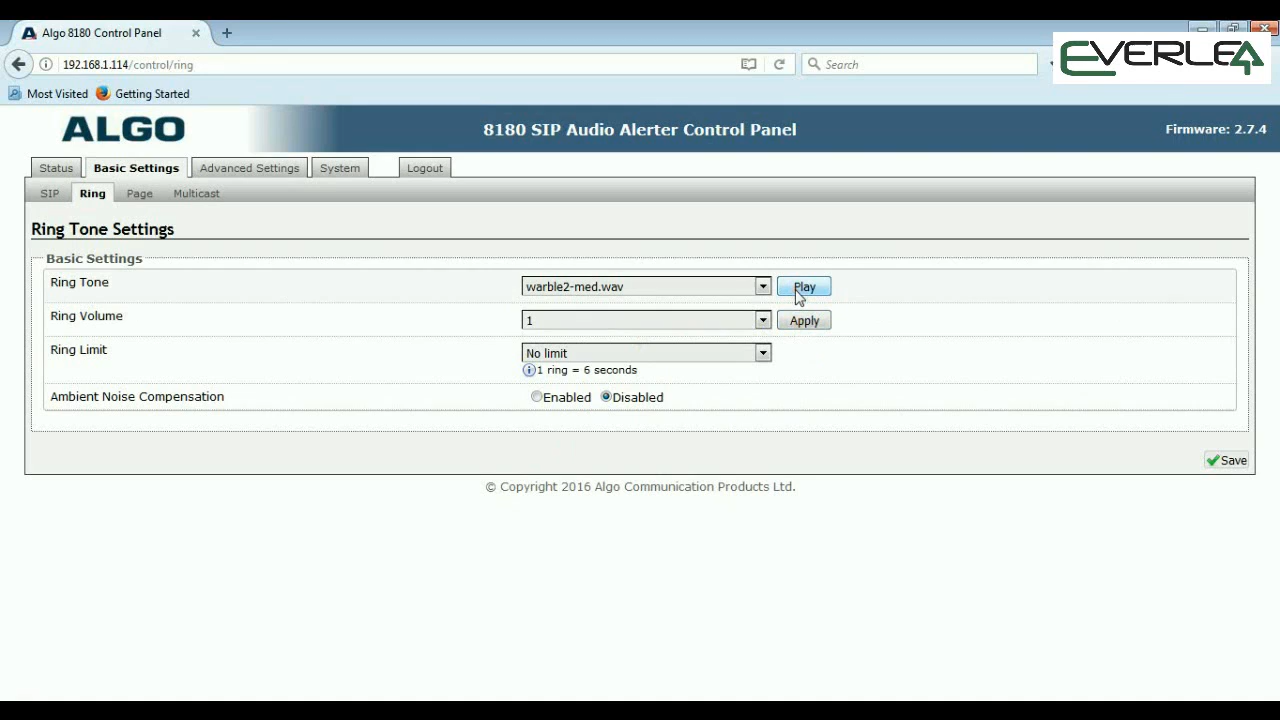 Algo 8180 Control Panel
192.168.1.114/control/ring
Search
EVERLEA
Most Visited Getting Started
ALGO
8180 SIP Audio Alerter Control Panel
Firmware: 2.7.4
Status Basic Settings Advanced Settings System Logout
SIP Ring Page Multicast
Ring Tone Settings
Basic Settings
Ring Tone warble2-med.wav Play
Ring Volume 1 Apply
Ring Limit No limit
1 ring = 6 seconds
Ambient Noise Compensation Enabled Disabled
Save
© Copyright 2016 Algo Communication Products Ltd.